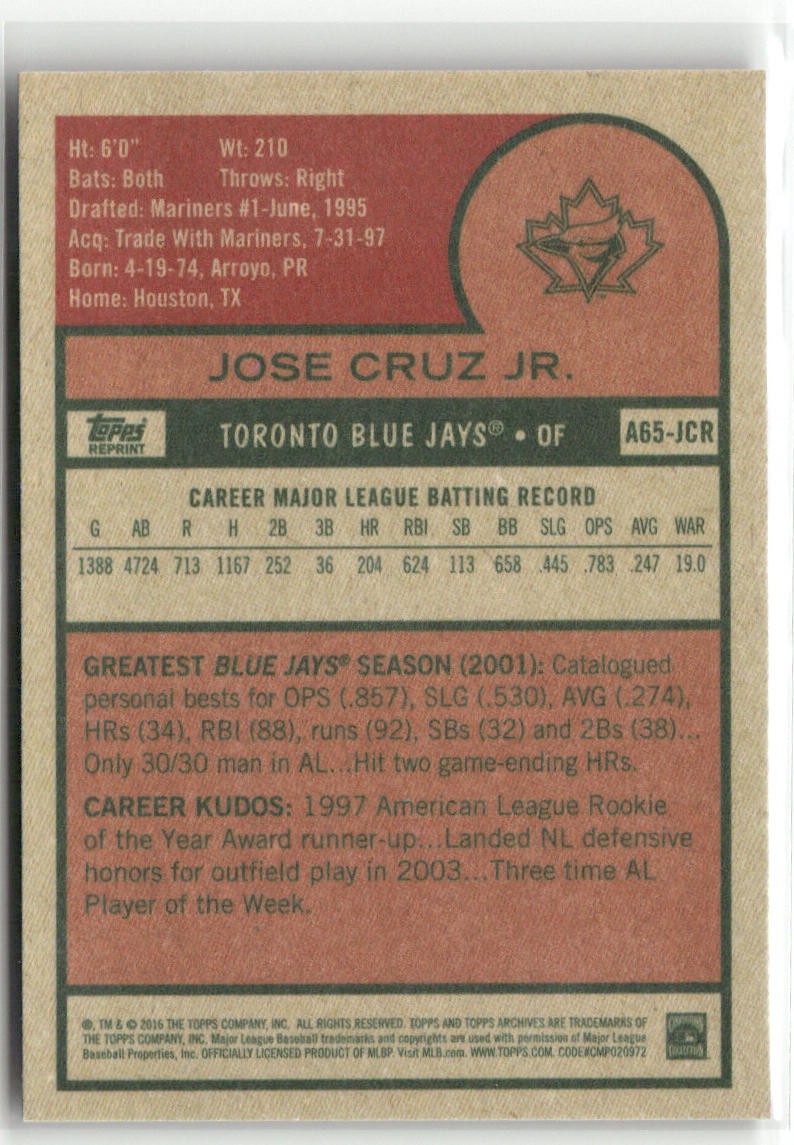 Ht: 6'0" Wt: 210
Bats: Both Throws: Right
Drafted: Mariners #1-June, 1995
Acq: Trade With Mariners, 7-31-97
Born: 4-19-74, Arroyo, PR
Home: Houston, TX
TM
JOSE CRUZ JR.
Topps
REPRINT
TORONTO BLUE JAYS® • OF
A65-JCR
CAREER MAJOR LEAGUE BATTING RECORD
G AB R H 2B 3B HR RBI SB BB SLG OPS AVG WAR
1388 4724 713 1167 252 36 204 624 113 658 .445 .783 .247 19.0
GREATEST BLUE JAYS® SEASON (2001): Catalogued
personal bests for OPS (.857), SLG (.530), AVG (.274),
HRs (34), RBI (88), runs (92), SBs (32) and 2Bs (38)...
Only 30/30 man in AL...Hit two game-ending HRs.
CAREER KUDOS: 1997 American League Rookie
of the Year Award runner-up...Landed NL defensive
honors for outfield play in 2003...Three time AL
Player of the Week.
®, TM & © 2016 THE TOPPS COMPANY, INC. ALL RIGHTS RESERVED. TOPPS AND TOPPS ARCHIVES ARE TRADEMARKS OF
THE TOPPS COMPANY, INC. Major League Baseball trademarks and copyrights are used with permission of Major League
Baseball Properties, Inc. OFFICIALLY LICENSED PRODUCT OF MLBP. Visit MLB.com. WWW.TOPPS.COM. CODE#CMP020972